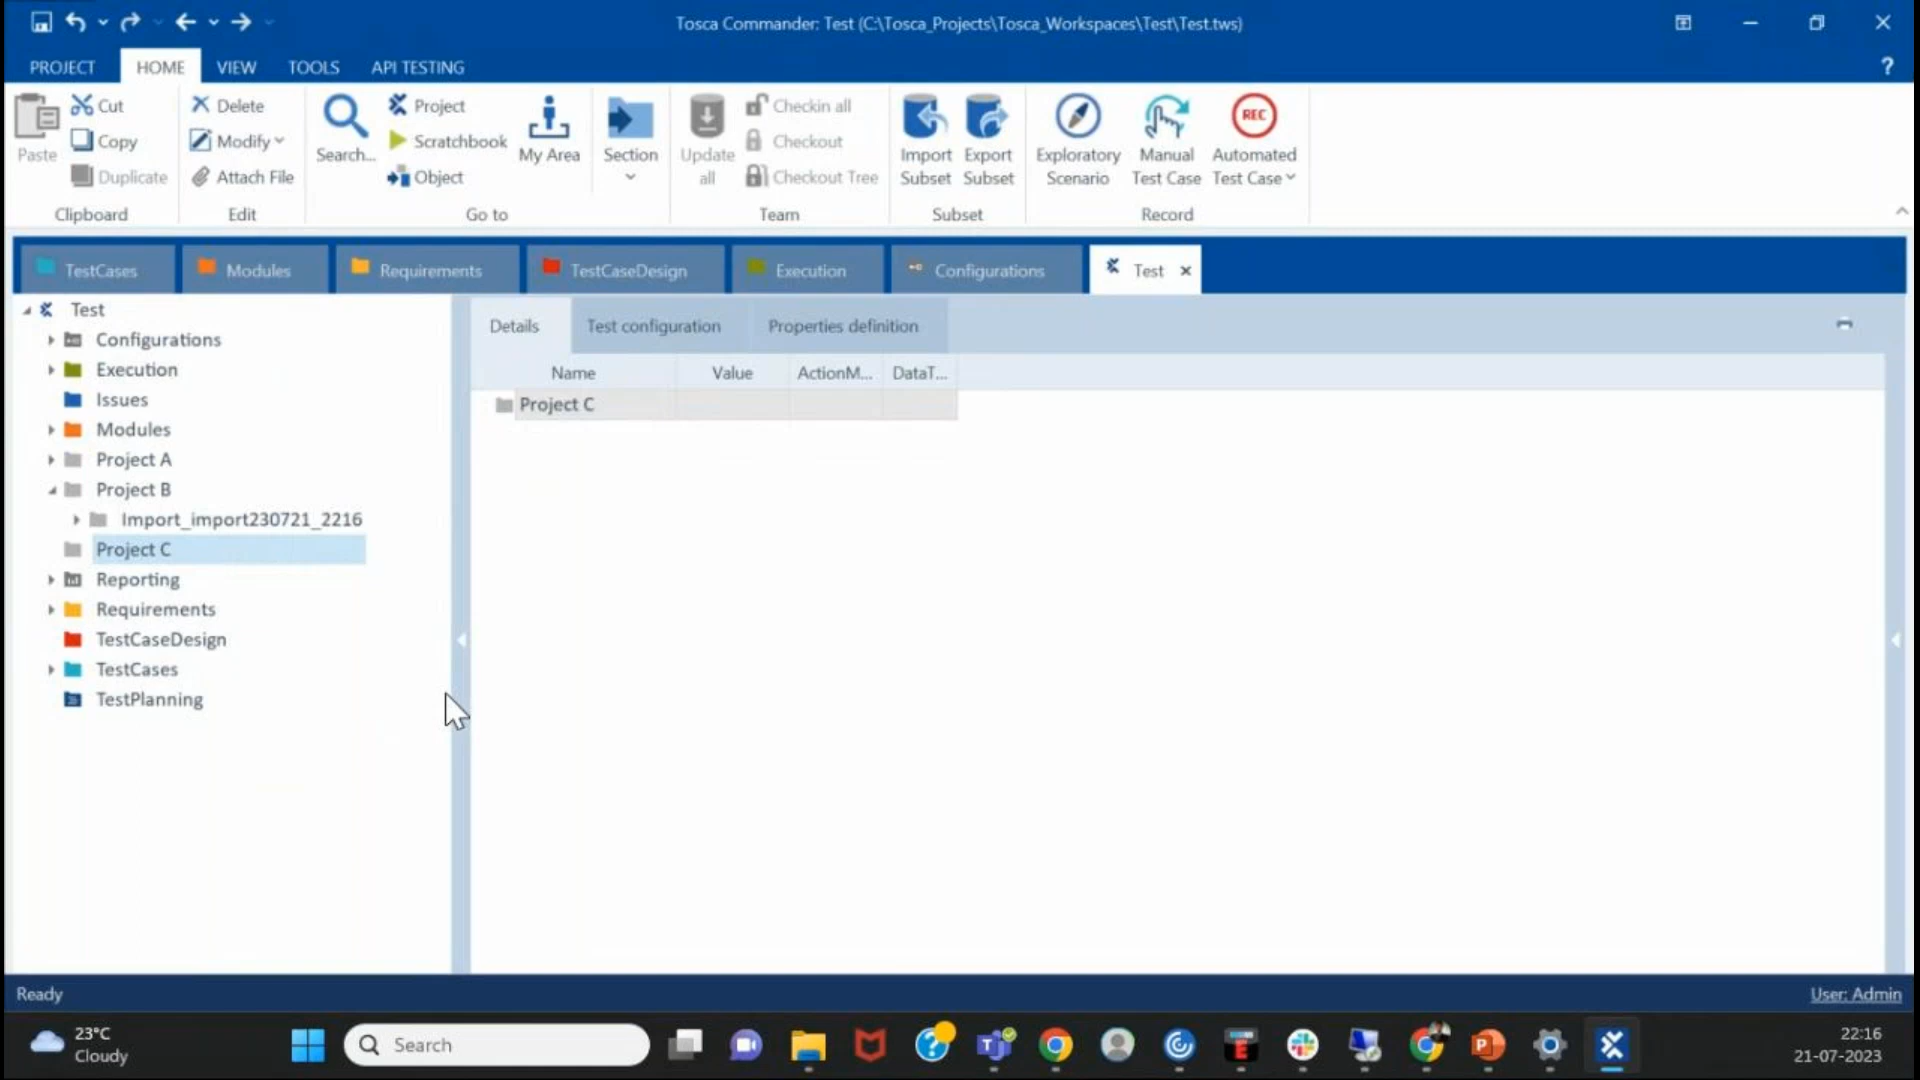 Tosca Commander: Test (C:\Tosca_Projects\Tosca_Workspaces\Test\Test.tws)
PROJECT HOME VIEW TOOLS API TESTING ?
Cut Delete Project Checkin all
Copy Modify Scratchbook Checkout
Duplicate Attach File Object Checkout Tree
Paste Search... My Area Section Update all Import Subset Export Subset Exploratory Scenario Manual Test Case REC Automated Test Case
Clipboard Edit Go to Team Subset Record
TestCases Modules Requirements TestCaseDesign Execution Configurations Test
Test
Configurations
Execution
Issues
Modules
Project A
Project B
Import_import230721_2216
Project C
Reporting
Requirements
TestCaseDesign
TestCases
TestPlanning
Details Test configuration Properties definition
Name Value ActionM... DataT...
Project C
Ready User: Admin
23°C
Cloudy
Search
22:16
21-07-2023